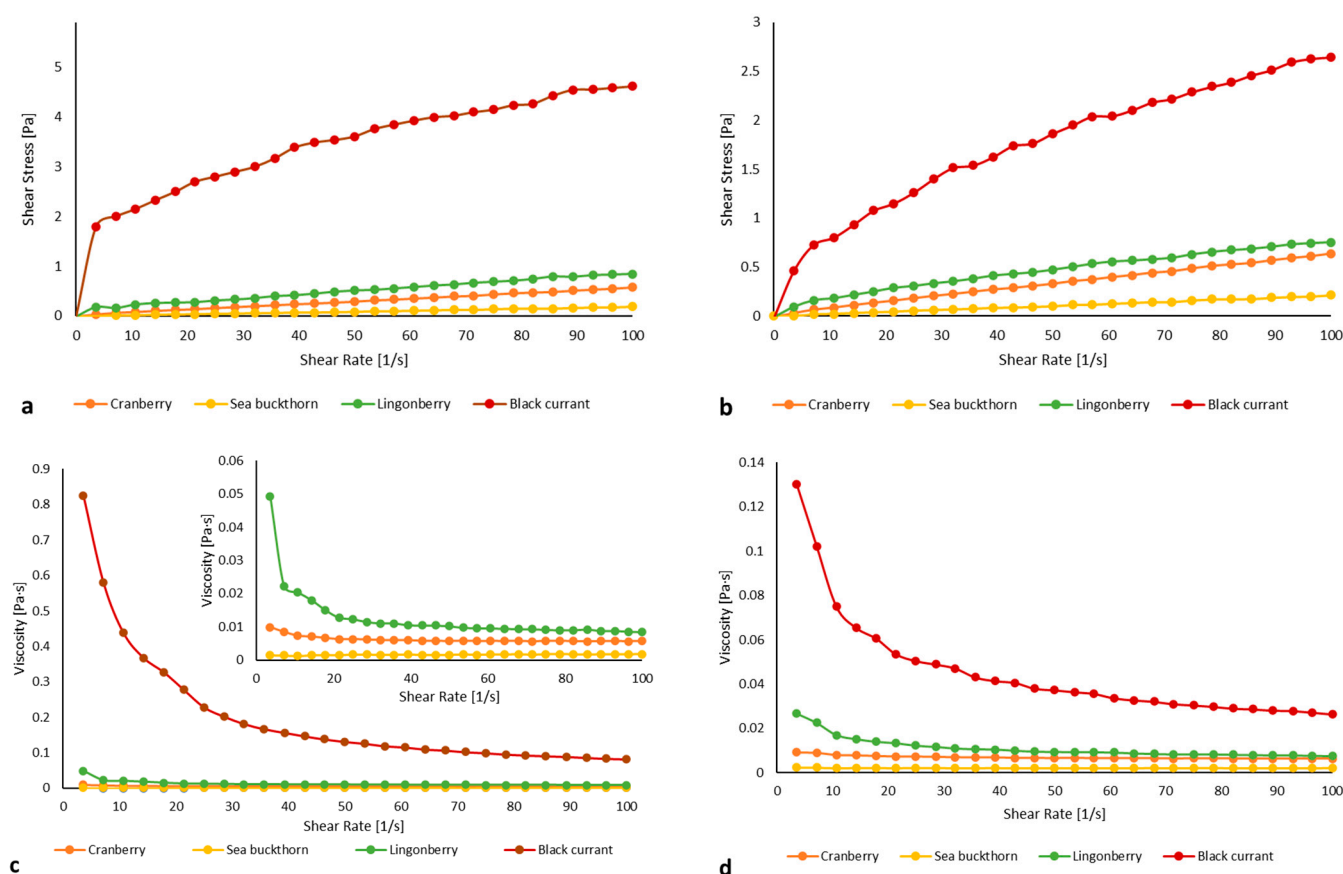 5
4
3
2
1
0
Shear Stress [Pa]
0 10 20 30 40 50 60 70 80 90 100
Shear Rate [1/s]
a
Cranberry Sea buckthorn Lingonberry Black currant
3
2.5
2
1.5
1
0.5
0
Shear Stress [Pa]
0 10 20 30 40 50 60 70 80 90 100
Shear Rate [1/s]
b
Cranberry Sea buckthorn Lingonberry Black currant
0.9
0.8
0.7
0.6
0.5
0.4
0.3
0.2
0.1
0
Viscosity [Pa·s]
0 10 20 30 40 50 60 70 80 90 100
Shear Rate [1/s]
0.06
0.05
0.04
0.03
0.02
0.01
0
Viscosity [Pa·s]
0 20 40 60 80 100
Shear Rate [1/s]
c
Cranberry Sea buckthorn Lingonberry Black currant
0.14
0.12
0.1
0.08
0.06
0.04
0.02
0
Viscosity [Pa·s]
0 10 20 30 40 50 60 70 80 90 100
Shear Rate [1/s]
d
Cranberry Sea buckthorn Lingonberry Black currant